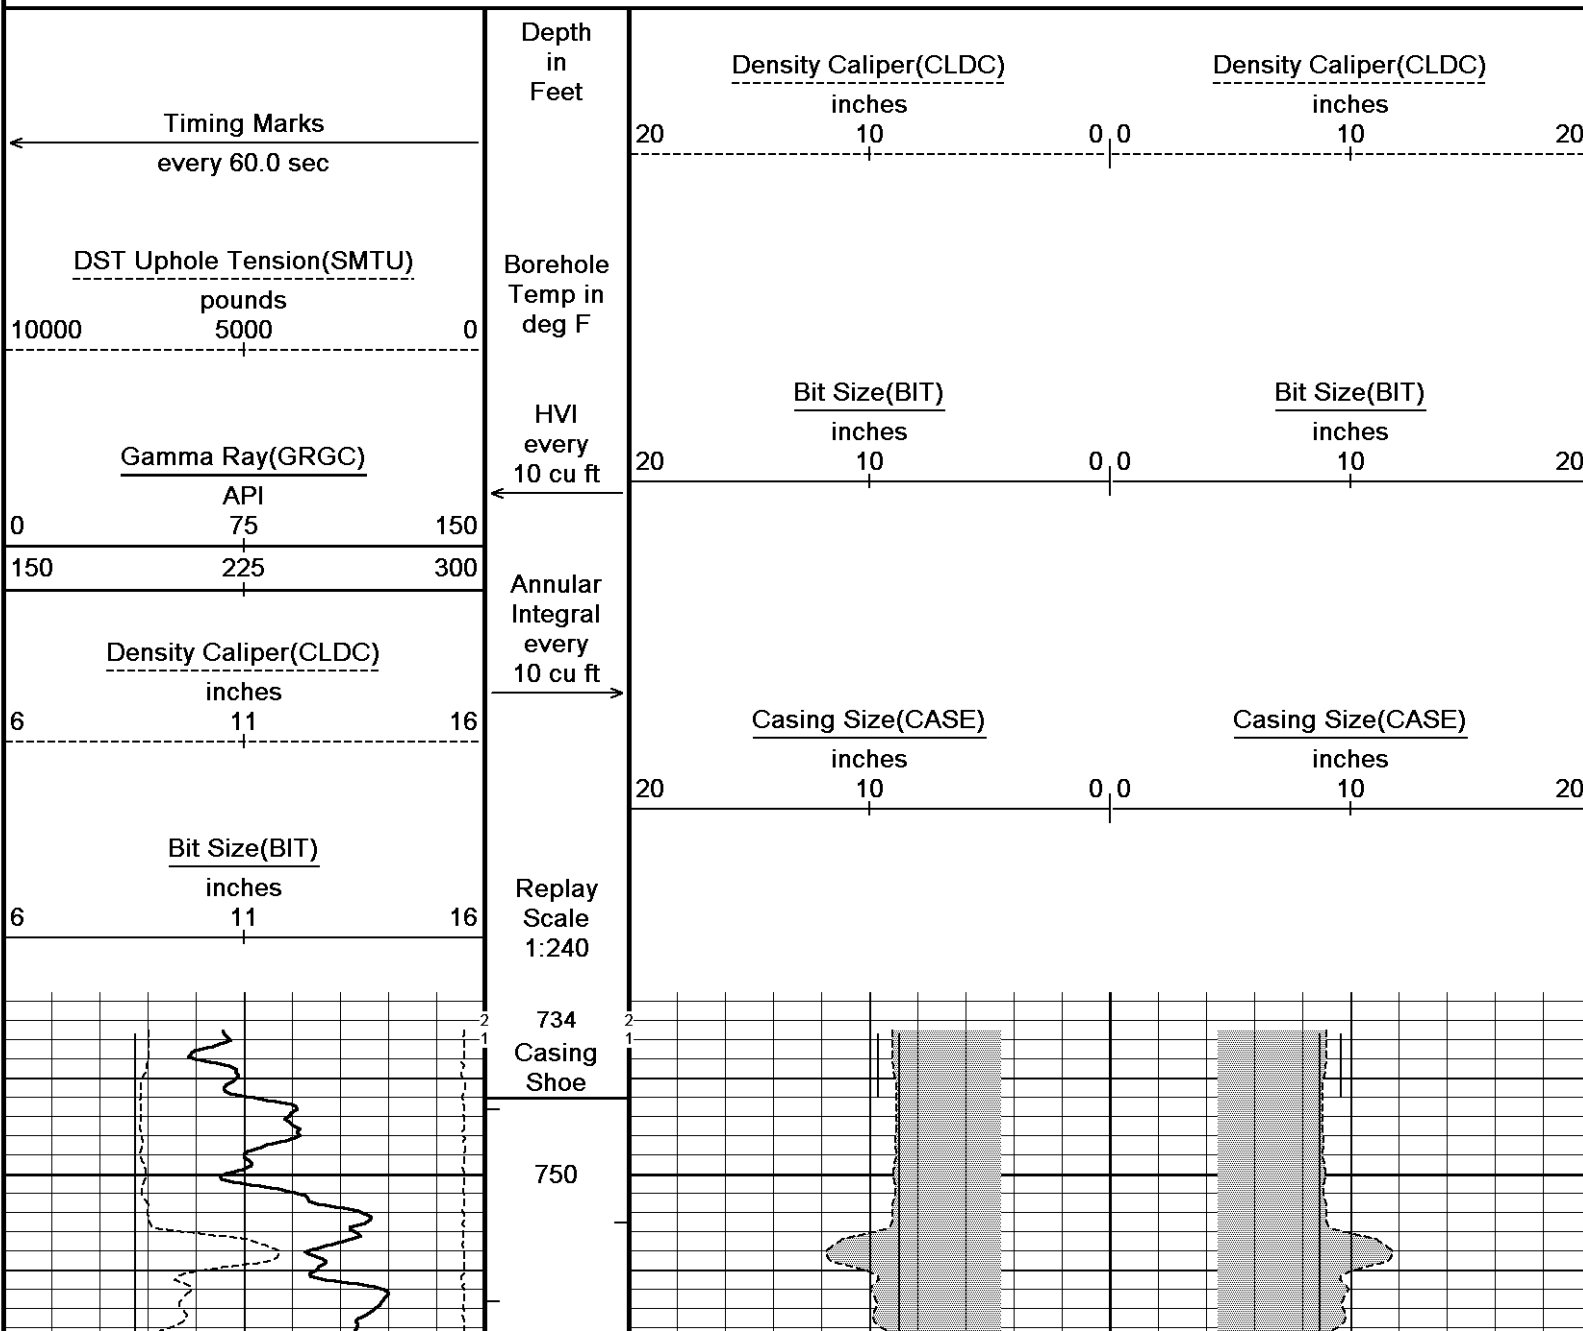 Timing Marks
every 60.0 sec
DST Uphole Tension(SMTU)
pounds
10000 5000 0
Gamma Ray(GRGC)
API
0 75 150
150 225 300
Density Caliper(CLDC)
inches
6 11 16
Bit Size(BIT)
inches
6 11 16
Depth
in
Feet
Borehole
Temp in
deg F
HVI
every
10 cu ft
Annular
Integral
every
10 cu ft
Replay
Scale
1:240
2 734 2
1 1
Casing
Shoe
750
Density Caliper(CLDC)
inches
20 10 0
Bit Size(BIT)
inches
20 10 0
Casing Size(CASE)
inches
20 10 0
Density Caliper(CLDC)
inches
0 10 20
Bit Size(BIT)
inches
0 10 20
Casing Size(CASE)
inches
0 10 20